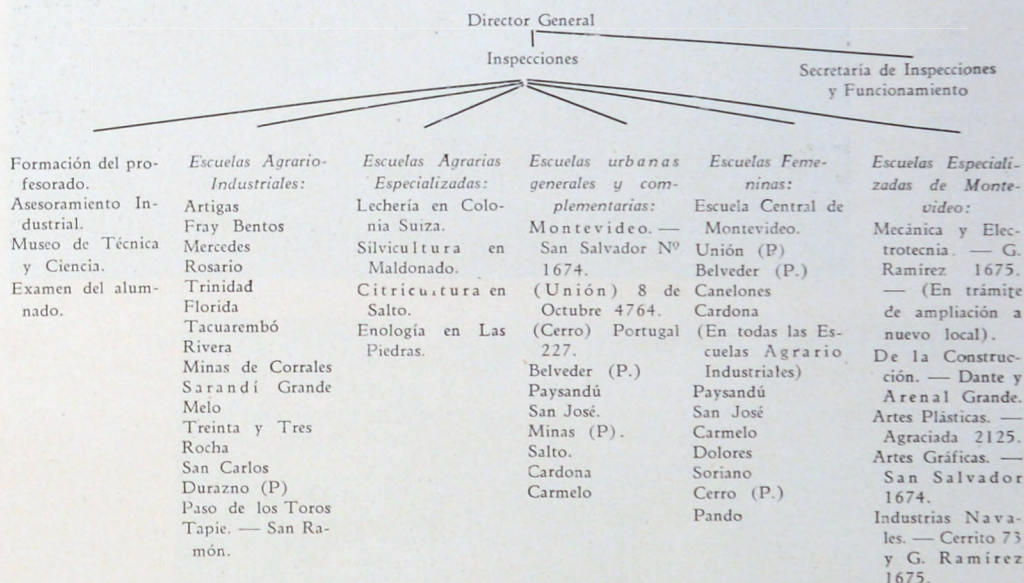 Director General
Inspecciones
Secretaría de Inspecciones
y Funcionamiento
Formación del pro-
fesorado.
Asesoramiento In-
dustrial.
Museo de Técnica
y Ciencia.
Examen del alum-
nado.
Escuelas Agrario-
Industriales:
Artigas
Fray Bentos
Mercedes
Rosario
Trinidad
Florida
Tacuarembó
Rivera
Minas de Corrales
Sarandí Grande
Melo
Treinta y Tres
Rocha
San Carlos
Durazno (P)
Paso de los Toros
Tapie. — San Ra-
món.
Escuelas Agrarias
Especializadas:
Lechería en Colo-
nia Suiza.
Silvicultura en
Maldonado.
Citricultura en
Salto.
Enología en Las
Piedras.
Escuelas urbanas
generales y com-
plementarias:
Montevideo. —
San Salvador Nº
1674.
(Unión) 8 de
Octubre 4764.
(Cerro) Portugal
227.
Belveder (P.)
Paysandú
San José.
Minas (P).
Salto.
Cardona
Carmelo
Escuelas Feme-
ninas:
Escuela Central de
Montevideo.
Unión (P)
Belveder (P.)
Canelones
Cardona
(En todas las Es-
cuelas Agrario
Industriales)
Paysandú
San José
Carmelo
Dolores
Soriano
Cerro (P.)
Pando
Escuelas Especiali-
zadas de Monte-
video:
Mecánica y Elec-
trotecnia. — G.
Ramírez 1675.
— (En trámite
de ampliación a
nuevo local).
De la Construc-
ción. — Dante y
Arenal Grande.
Artes Plásticas. —
Agraciada 2125.
Artes Gráficas. —
San Salvador
1674.
Industrias Nava-
les. — Cerrito 73
y G. Ramírez
1675.